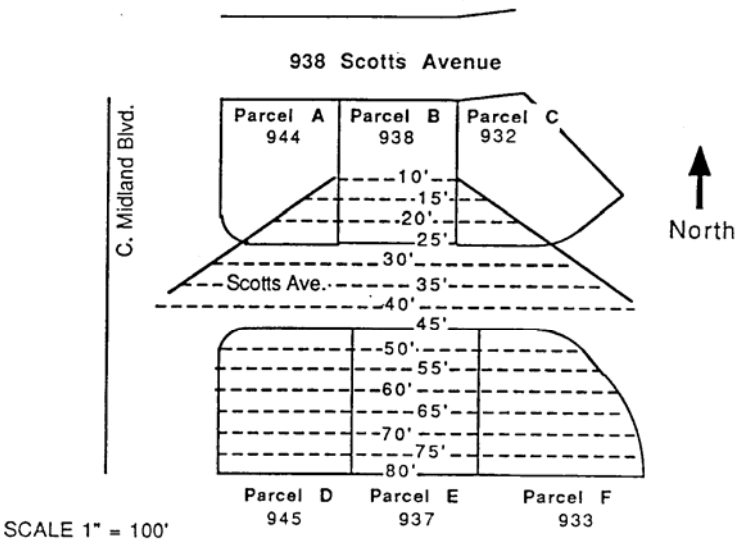 938 Scotts Avenue
C. Midland Blvd.
Parcel A
944
Parcel B
938
Parcel C
932
North
10'
15'
20'
25'
30'
Scotts Ave.
35'
40'
45'
50'
55'
60'
65'
70'
75'
80'
Parcel D
945
Parcel E
937
Parcel F
933
SCALE 1" = 100'